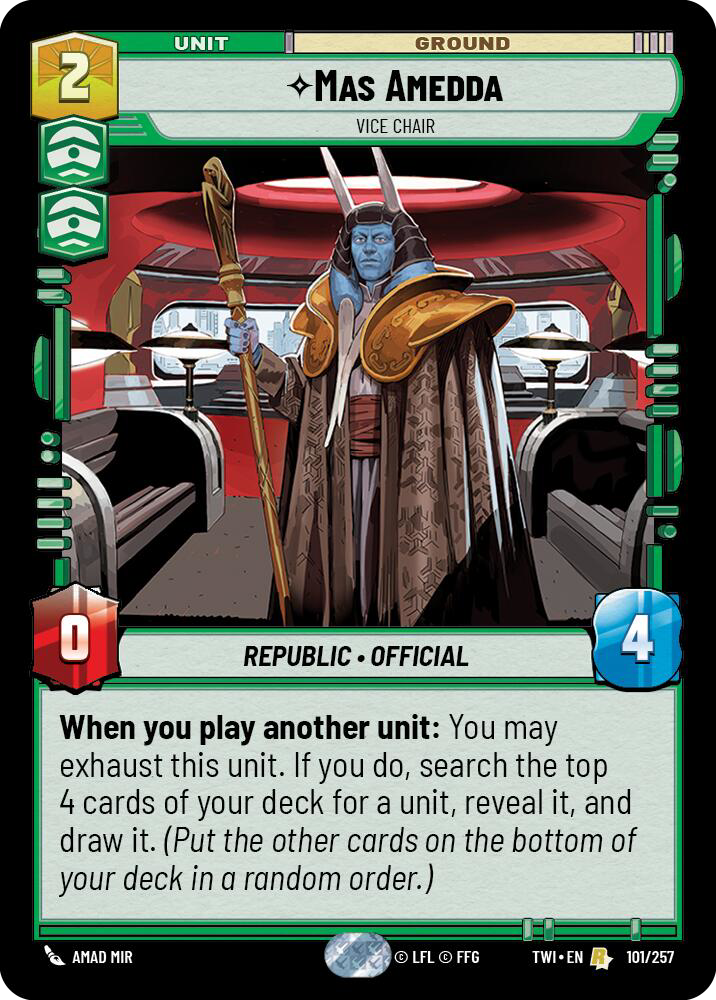 UNIT
GROUND
2
✧MAS AMEDDA
VICE CHAIR
0
REPUBLIC • OFFICIAL
4
When you play another unit: You may
exhaust this unit. If you do, search the top
4 cards of your deck for a unit, reveal it, and
draw it. (Put the other cards on the bottom of
your deck in a random order.)
AMAD MIR
© LFL © FFG
TWI • EN
R
101/257